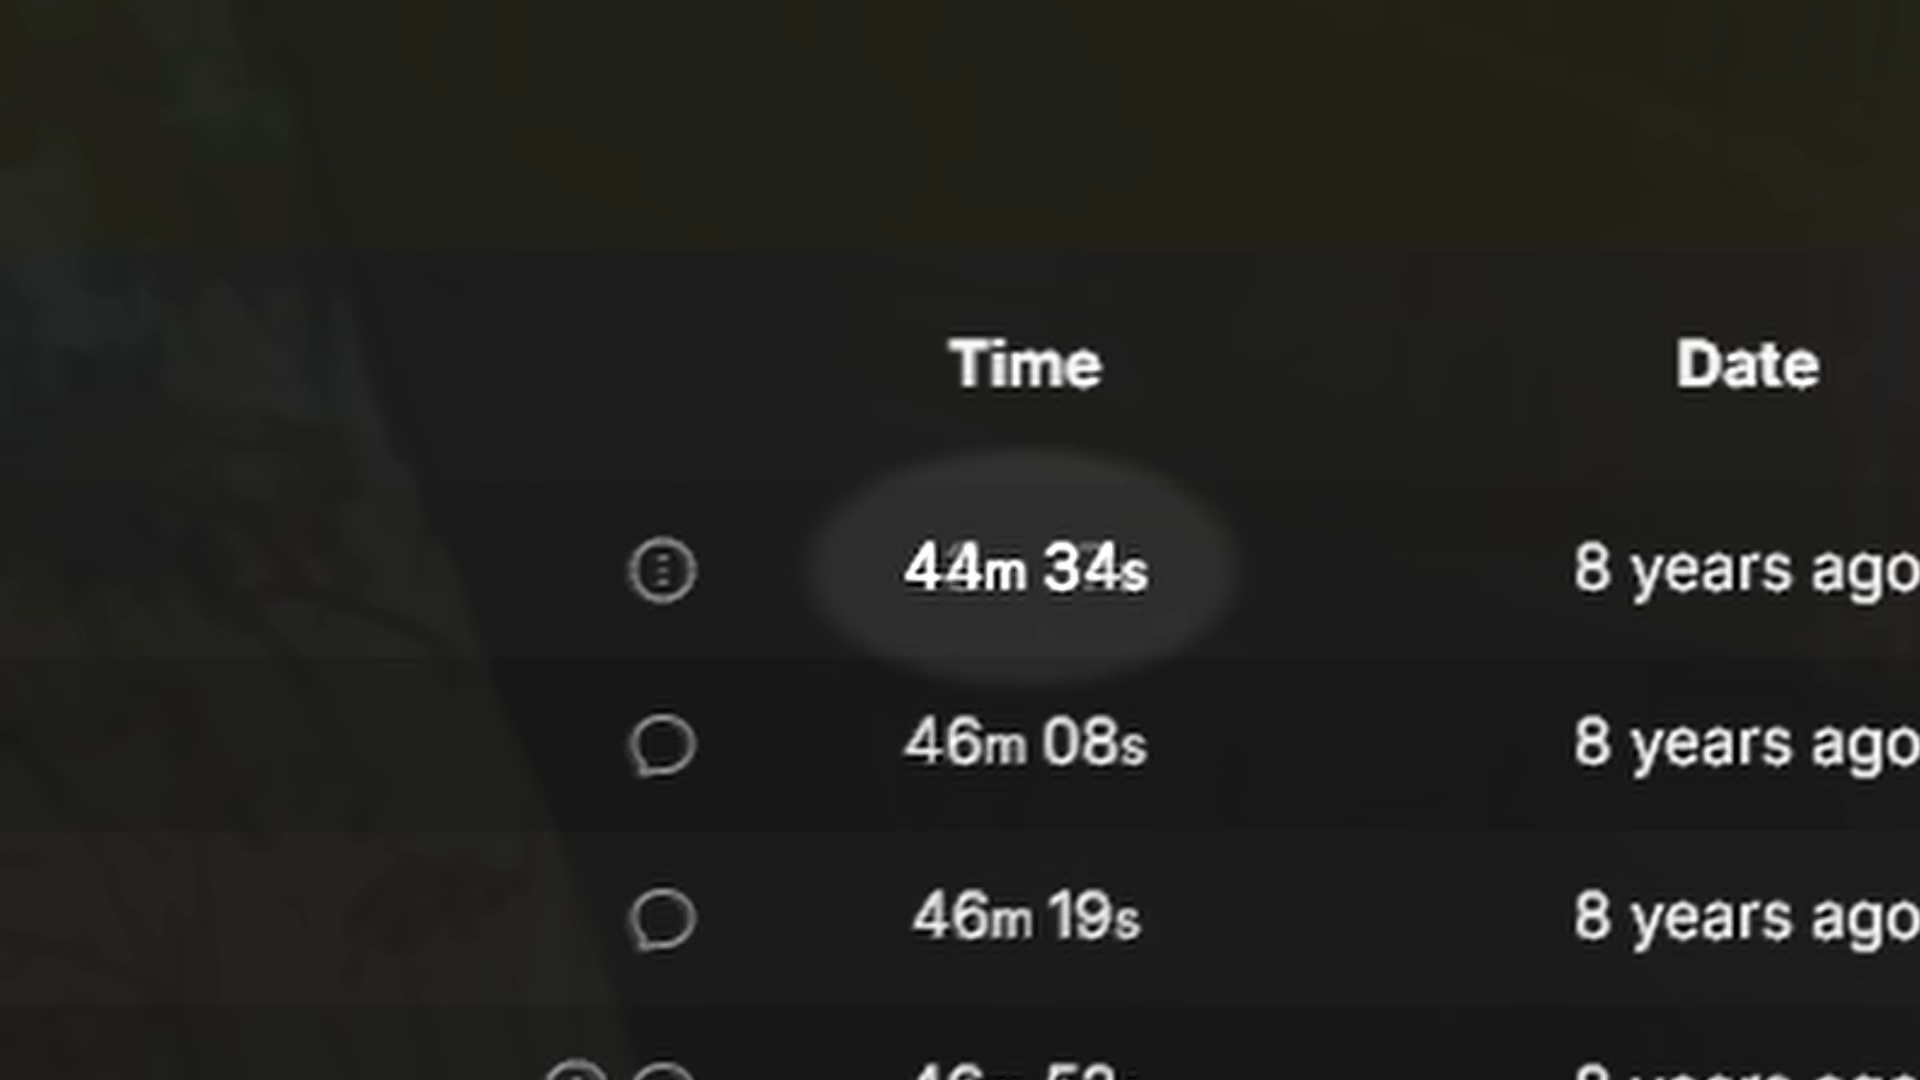 Time Date
44m 34s 8 years ago
46m 08s 8 years ago
46m 19s 8 years ago